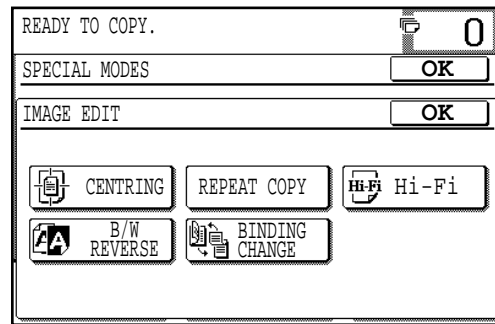 READY TO COPY.
0
SPECIAL MODES
OK
IMAGE EDIT
OK
CENTRING
REPEAT COPY
Hi-Fi Hi-Fi
AA B/W
REVERSE
BINDING
CHANGE